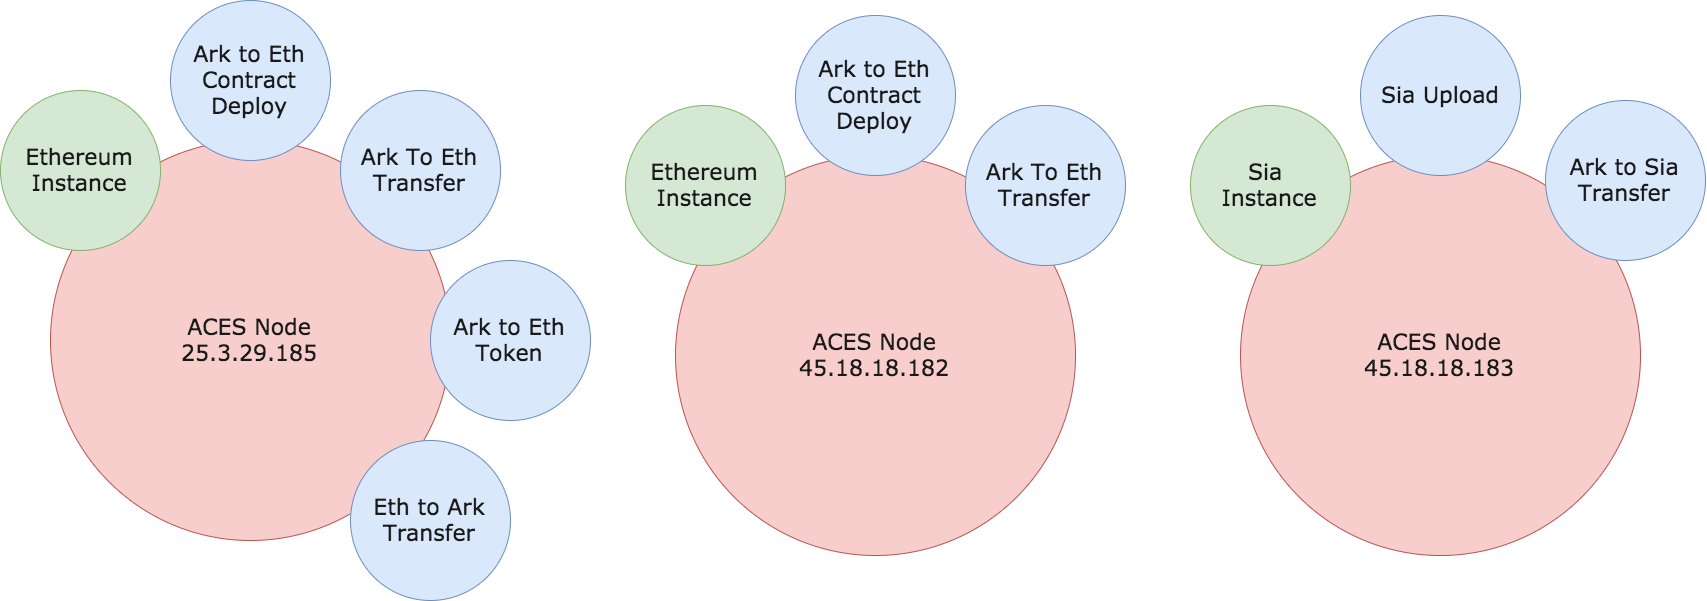 Ark to Eth
Contract
Deploy
Ethereum
Instance
Ark To Eth
Transfer
ACES Node
25.3.29.185
Ark to Eth
Token
Eth to Ark
Transfer
Ark to Eth
Contract
Deploy
Ethereum
Instance
Ark To Eth
Transfer
ACES Node
45.18.18.182
Sia Upload
Sia
Instance
Ark to Sia
Transfer
ACES Node
45.18.18.183